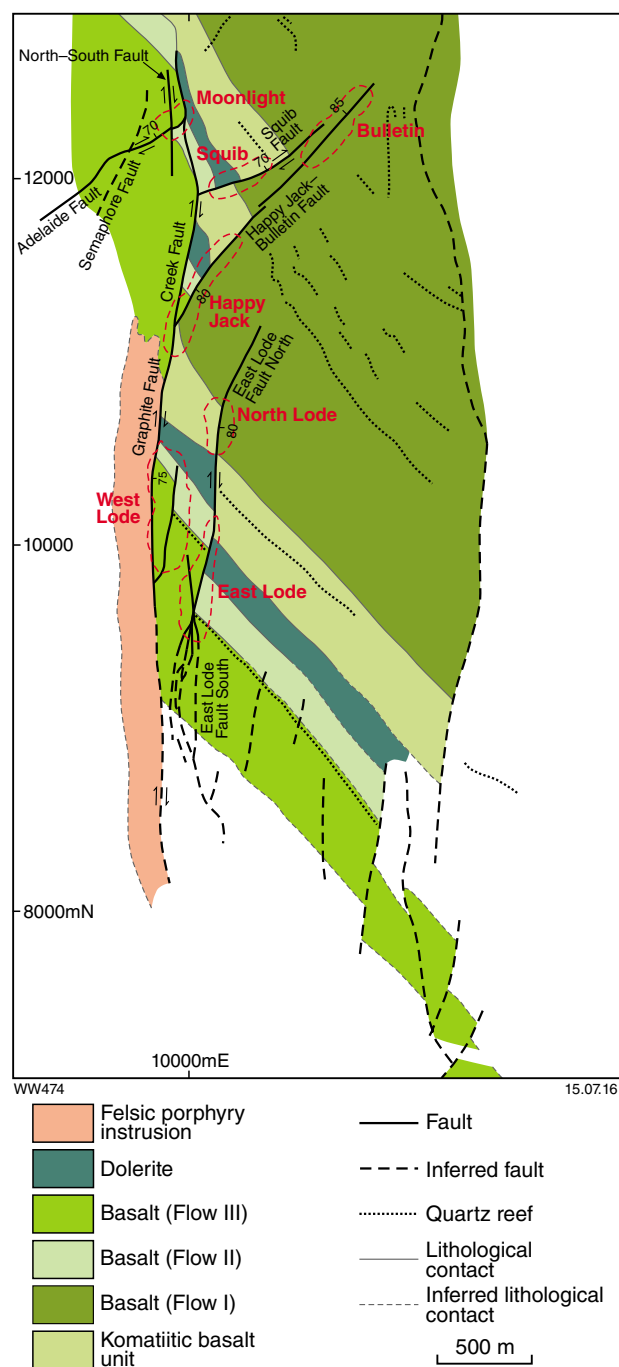 North–South Fault
Moonlight
70
Squib
Squib
Fault
70
85
Bulletin
12000
Adelaide Fault
Semaphore Fault
Creek Fault
Happy Jack–
Bulletin Fault
80
Happy
Jack
Graphite Fault
East Lode
Fault North
North Lode
80
West
Lode
75
10000
East Lode
East Lode
Fault South
8000mN
10000mE
WW474
15.07.16
Felsic porphyry
instrusion
Dolerite
Basalt (Flow III)
Basalt (Flow II)
Basalt (Flow I)
Komatiitic basalt
unit
Fault
Inferred fault
Quartz reef
Lithological
contact
Inferred lithological
contact
500 m